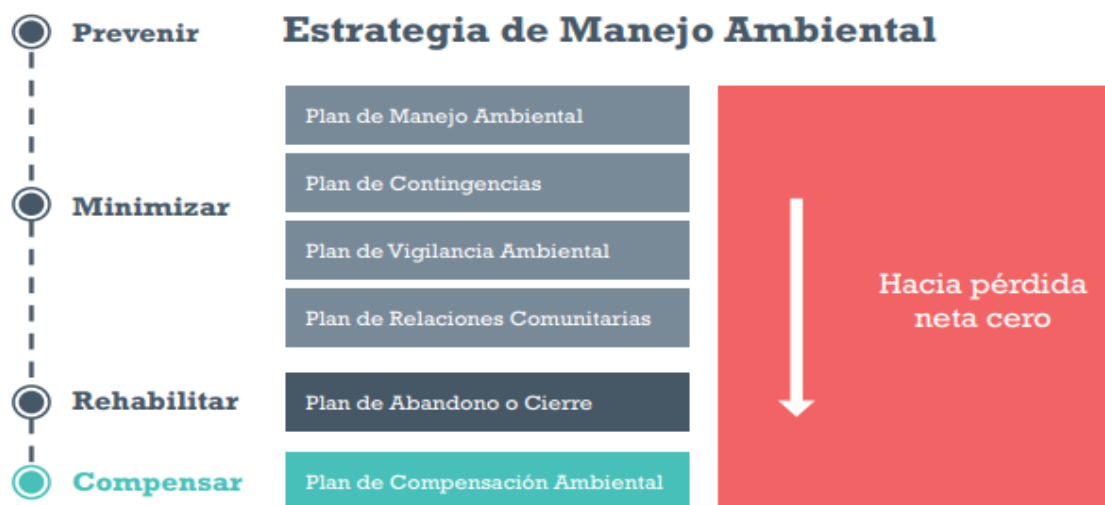 Prevenir
Estrategia de Manejo Ambiental
Plan de Manejo Ambiental
Plan de Contingencias
Minimizar
Plan de Vigilancia Ambiental
Plan de Relaciones Comunitarias
Hacia pérdida
neta cero
Rehabilitar
Plan de Abandono o Cierre
Compensar
Plan de Compensación Ambiental